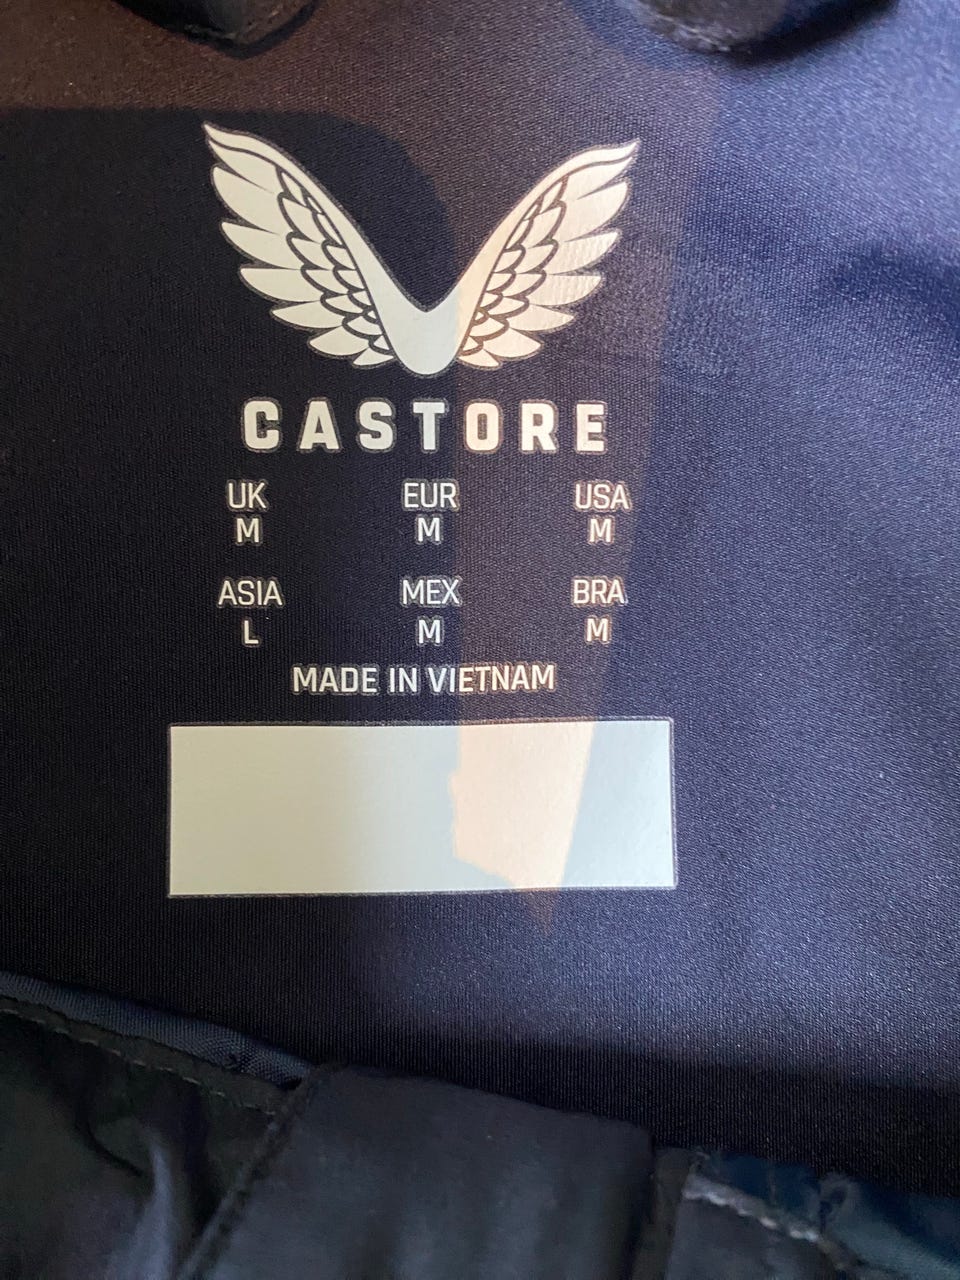 CASTORE
UK EUR USA
M M M
ASIA MEX BRA
L M M
MADE IN VIETNAM